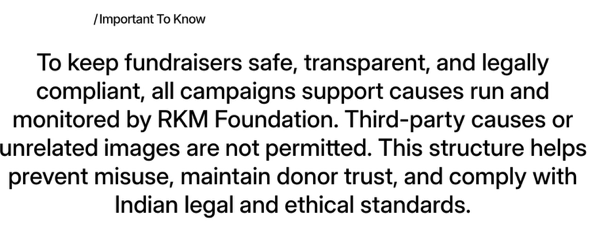 /Important To Know
To keep fundraisers safe, transparent, and legally
compliant, all campaigns support causes run and
monitored by RKM Foundation. Third-party causes or
unrelated images are not permitted. This structure helps
prevent misuse, maintain donor trust, and comply with
Indian legal and ethical standards.